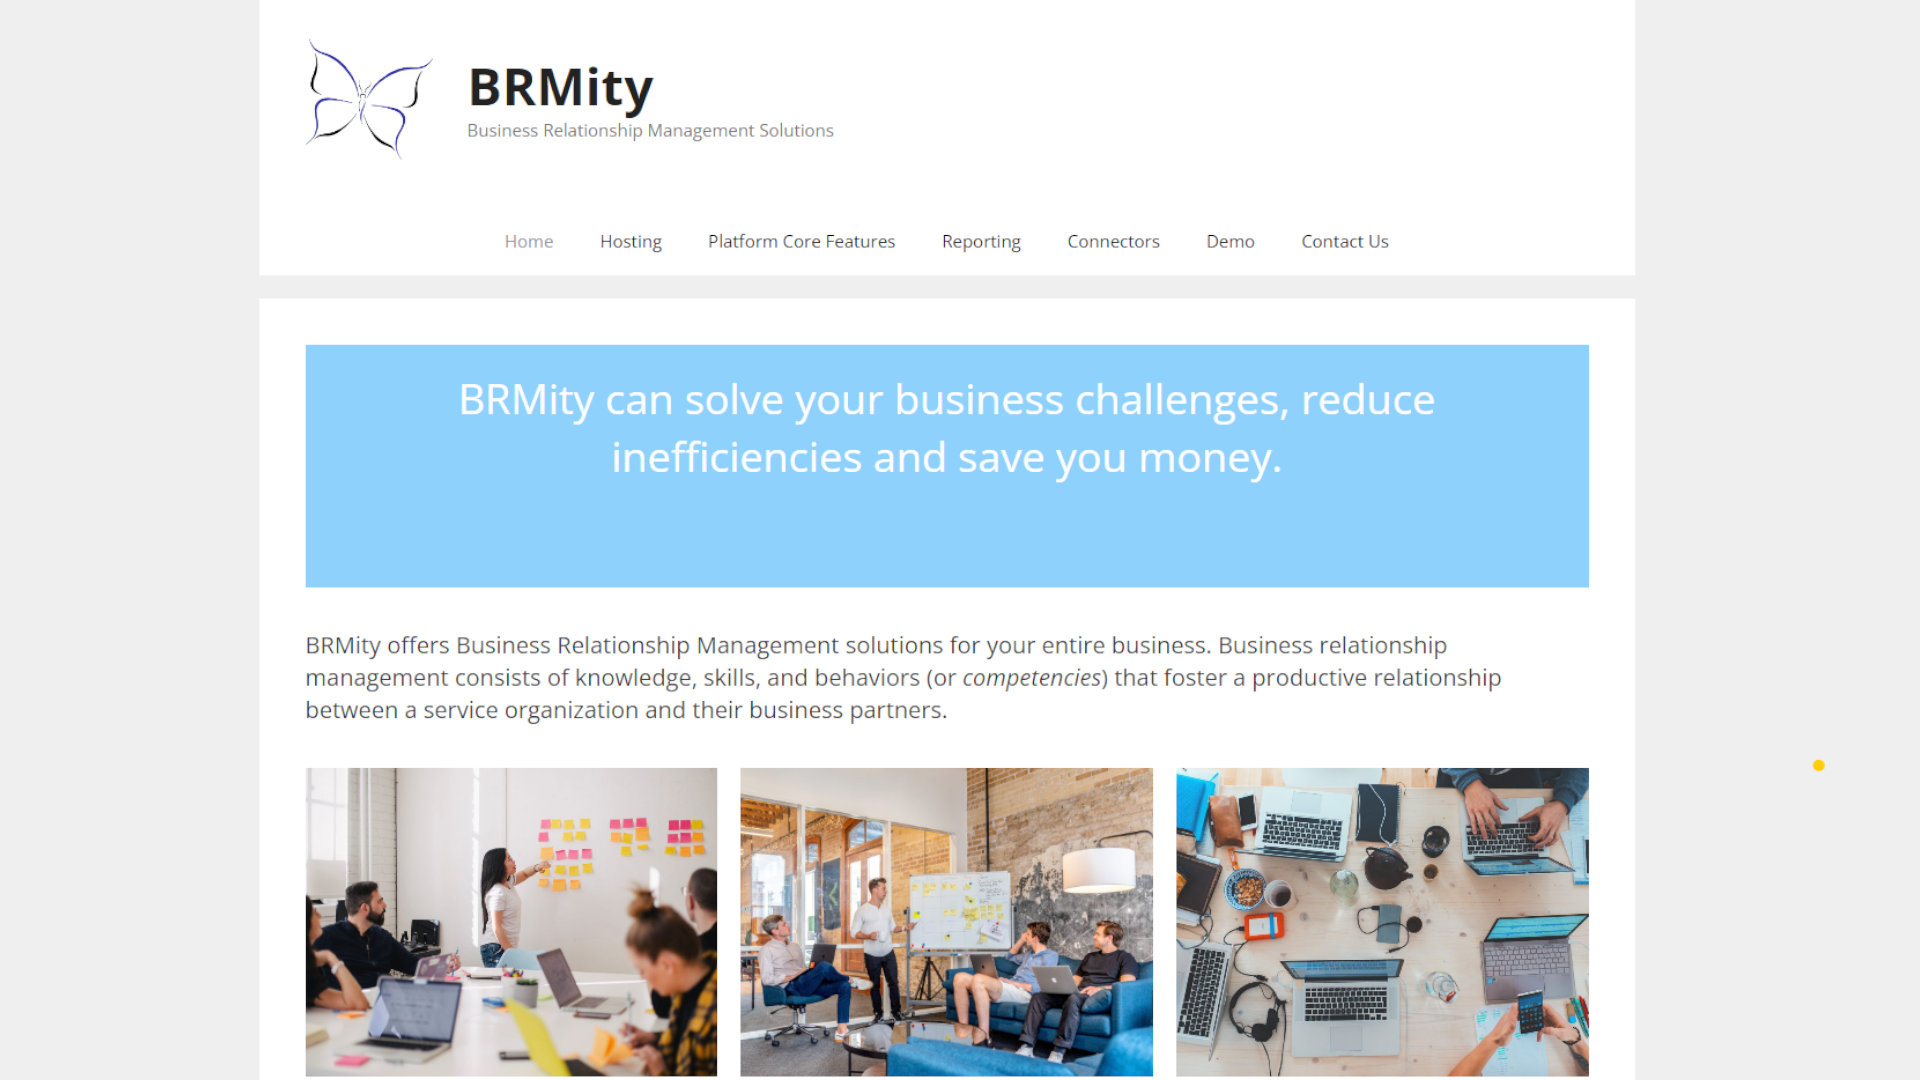 BRMity
Business Relationship Management Solutions
Home
Hosting
Platform Core Features
Reporting
Connectors
Demo
Contact Us
BRMity can solve your business challenges, reduce
inefficiencies and save you money.
BRMity offers Business Relationship Management solutions for your entire business. Business relationship
management consists of knowledge, skills, and behaviors (or competencies) that foster a productive relationship
between a service organization and their business partners.